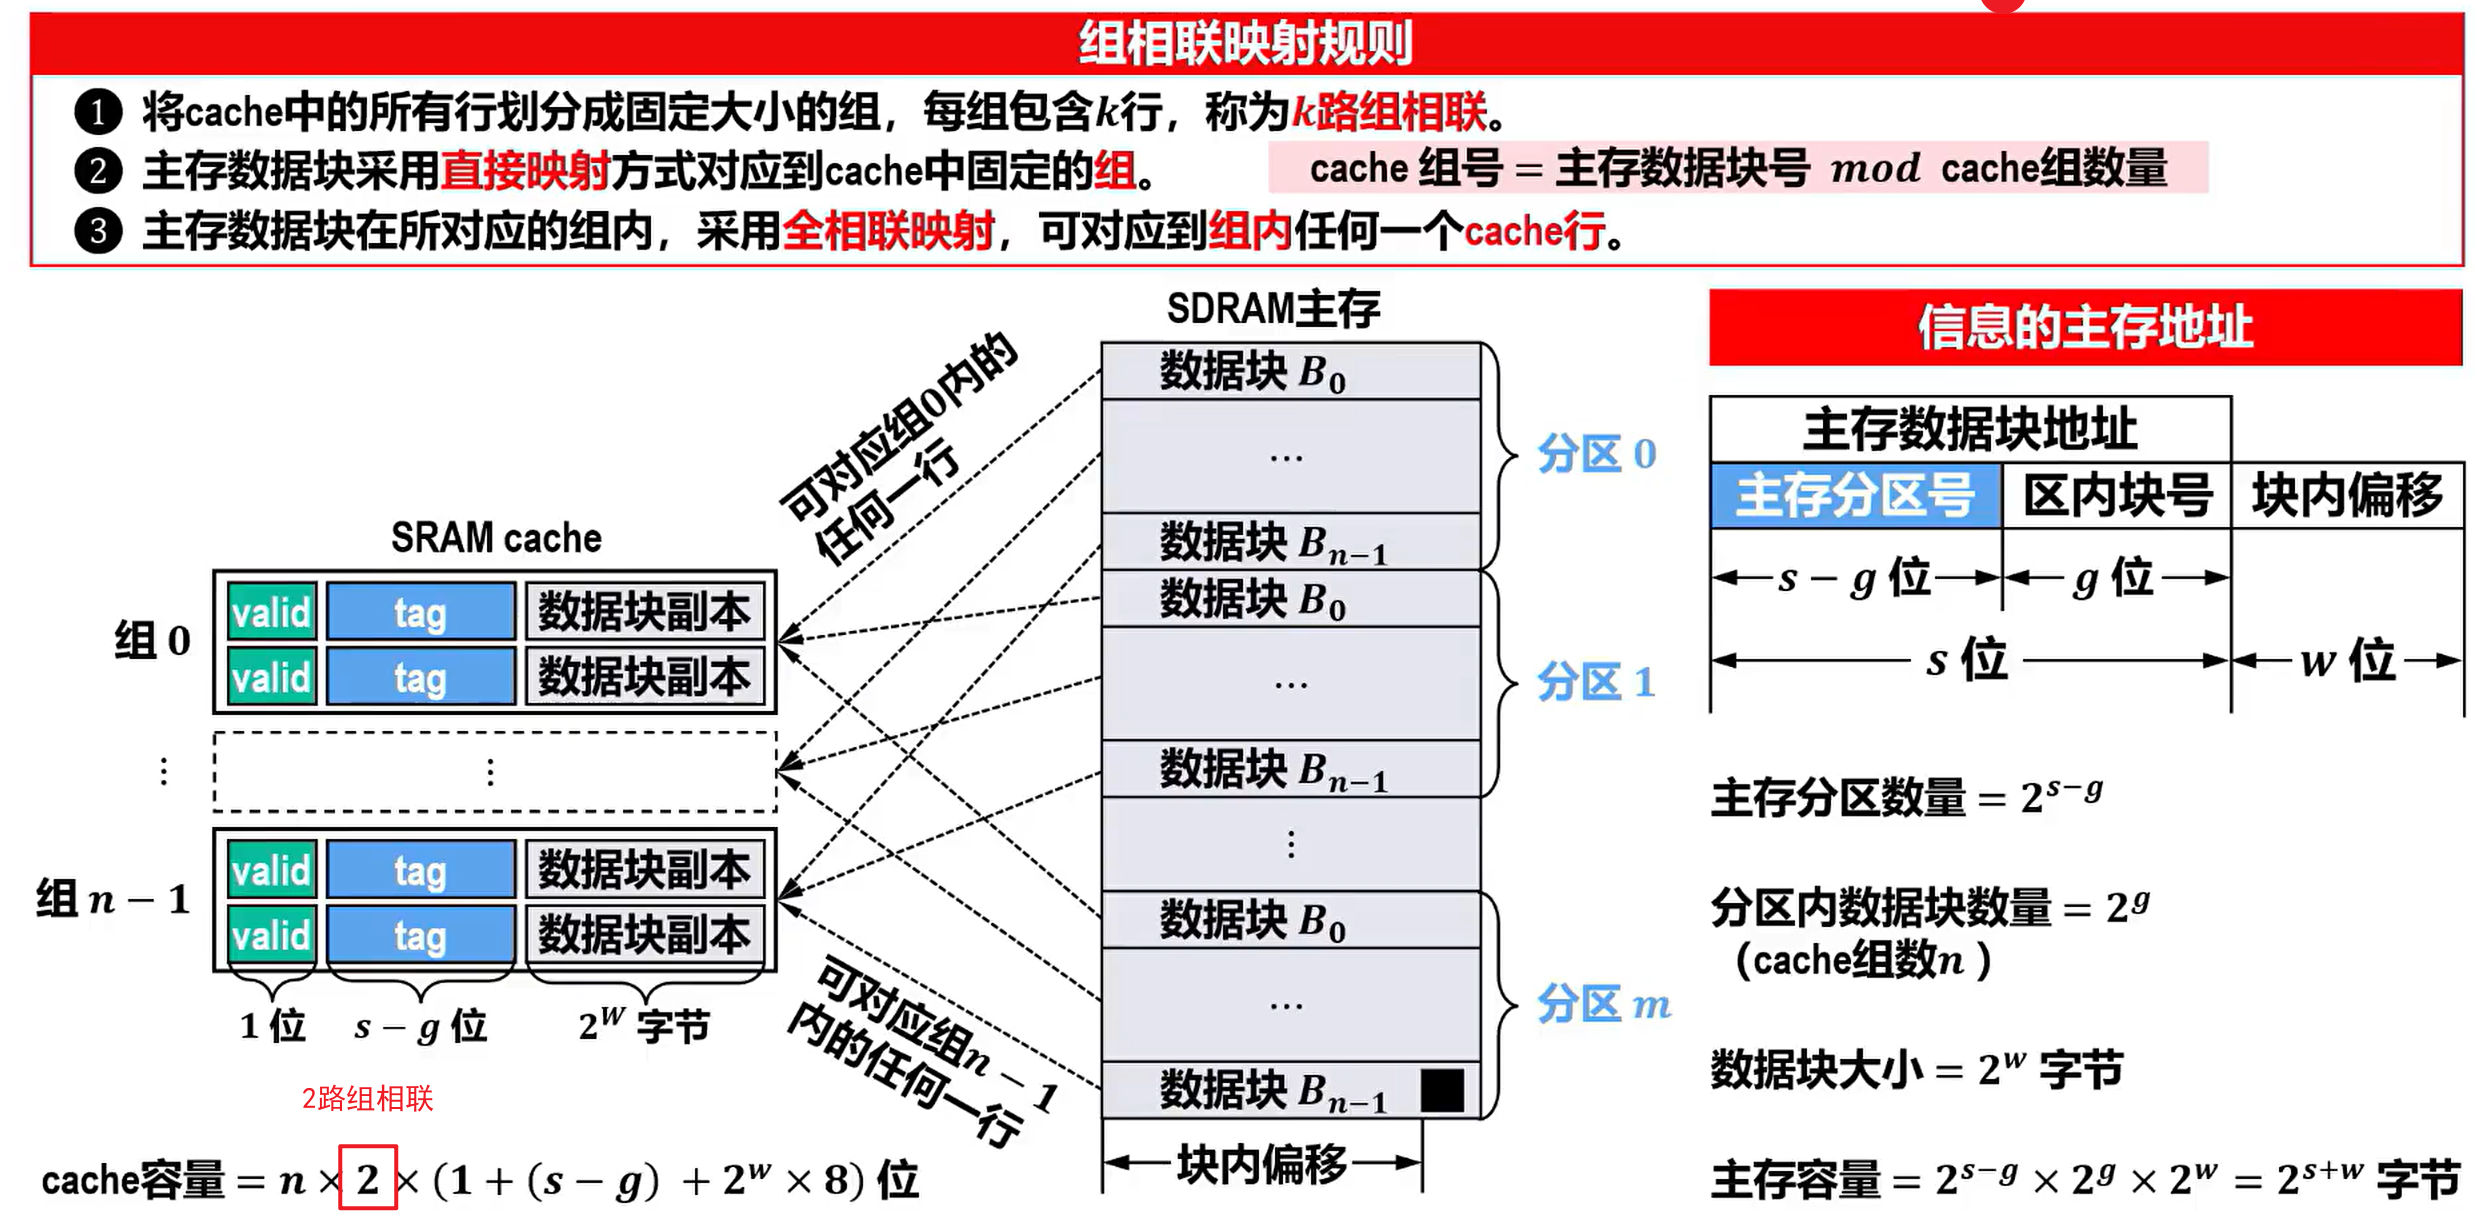 组相联映射规则
❶ 将cache中的所有行划分成固定大小的组，每组包含k行，称为k路组相联。
❷ 主存数据块采用直接映射方式对应到cache中固定的组。
cache 组号 = 主存数据块号 mod cache组数量
❸ 主存数据块在所对应的组内，采用全相联映射，可对应到组内任何一个cache行。
SRAM cache
组 0
valid tag 数据块副本
valid tag 数据块副本
⋮ ⋮
组 n − 1
valid tag 数据块副本
valid tag 数据块副本
1 位 s − g 位 2^W 字节
2路组相联
cache容量 = n × 2 × (1 + (s − g) + 2^w × 8) 位
可对应组0内的
任何一行
可对应组n − 1
内的任何一行
SDRAM主存
数据块 B₀
…
数据块 Bₙ₋₁
分区 0
数据块 B₀
…
数据块 Bₙ₋₁
分区 1
⋮
数据块 B₀
…
数据块 Bₙ₋₁
分区 m
块内偏移
信息的主存地址
主存数据块地址
主存分区号 区内块号 块内偏移
s − g 位 g 位
s 位 w 位
主存分区数量 = 2^(s−g)
分区内数据块数量 = 2^g
（cache组数n ）
数据块大小 = 2^w 字节
主存容量 = 2^(s−g) × 2^g × 2^w = 2^(s+w) 字节